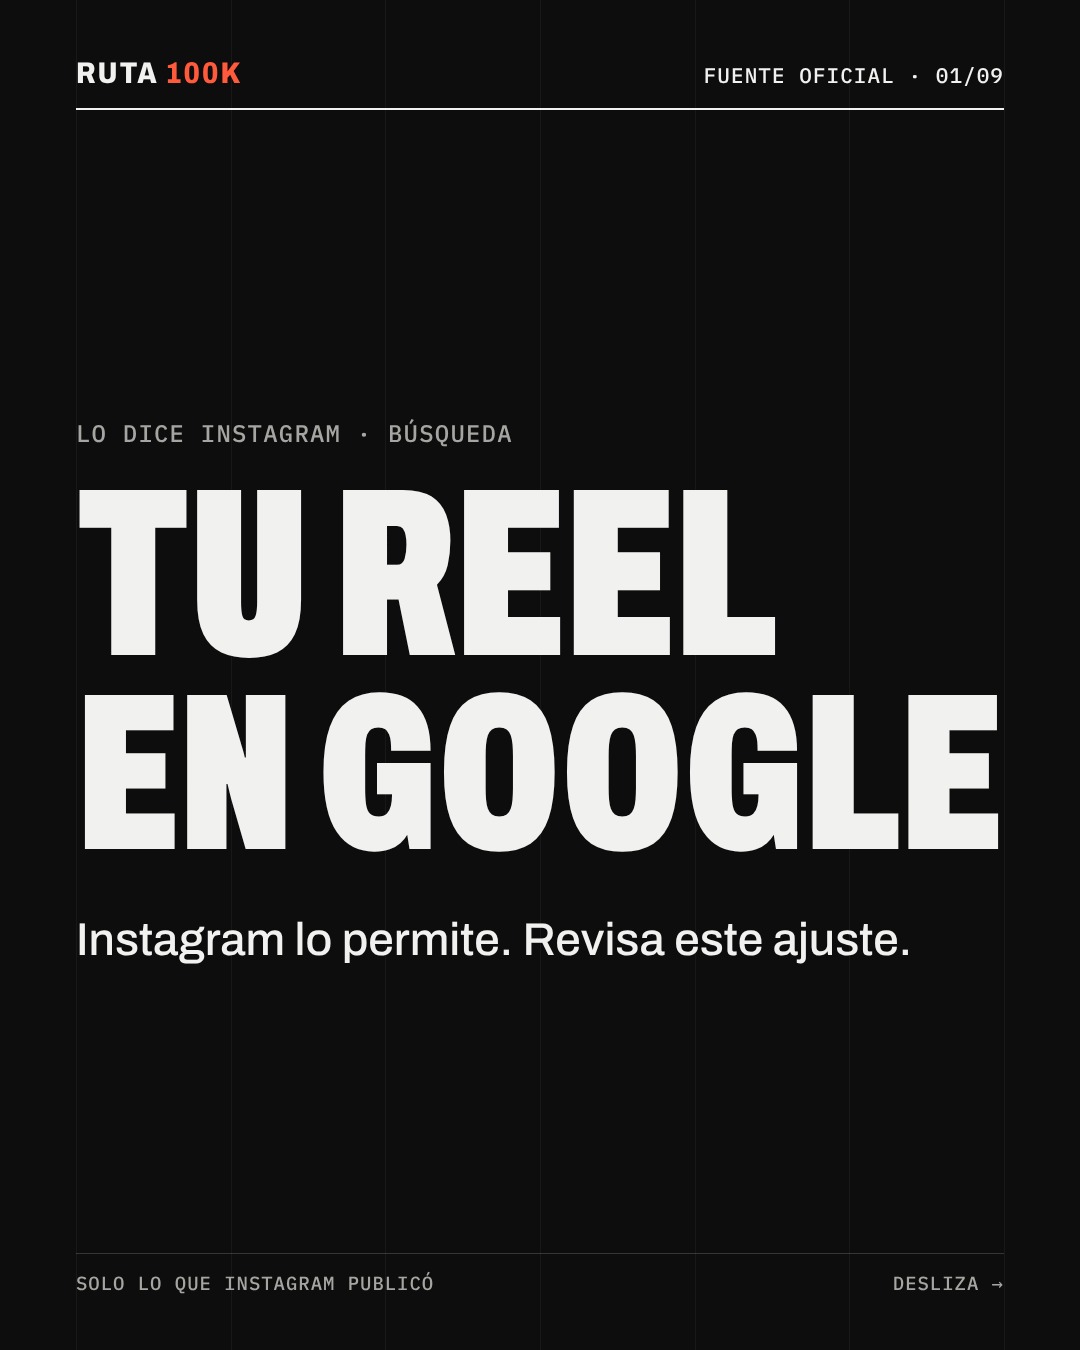 RUTA 100K
FUENTE OFICIAL · 01/09
LO DICE INSTAGRAM · BÚSQUEDA
TU REEL
EN GOOGLE
Instagram lo permite. Revisa este ajuste.
SOLO LO QUE INSTAGRAM PUBLICÓ
DESLIZA →